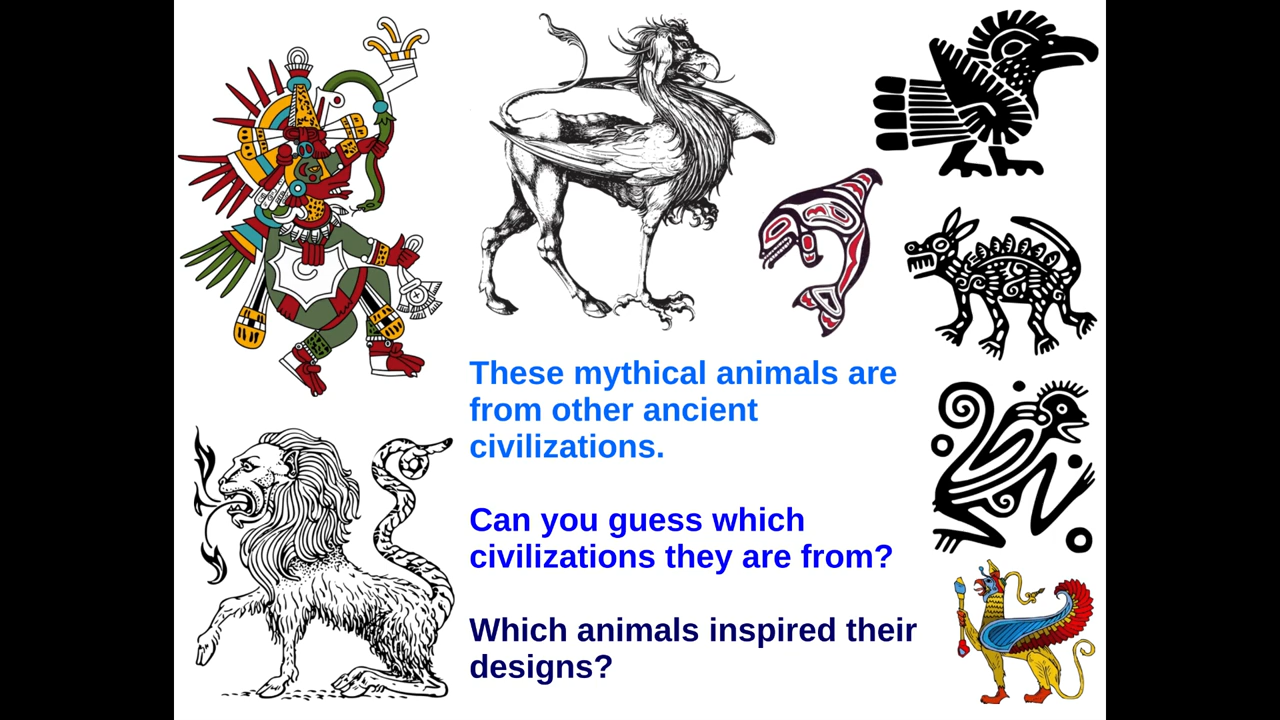 These mythical animals are
from other ancient
civilizations.
Can you guess which
civilizations they are from?
Which animals inspired their
designs?